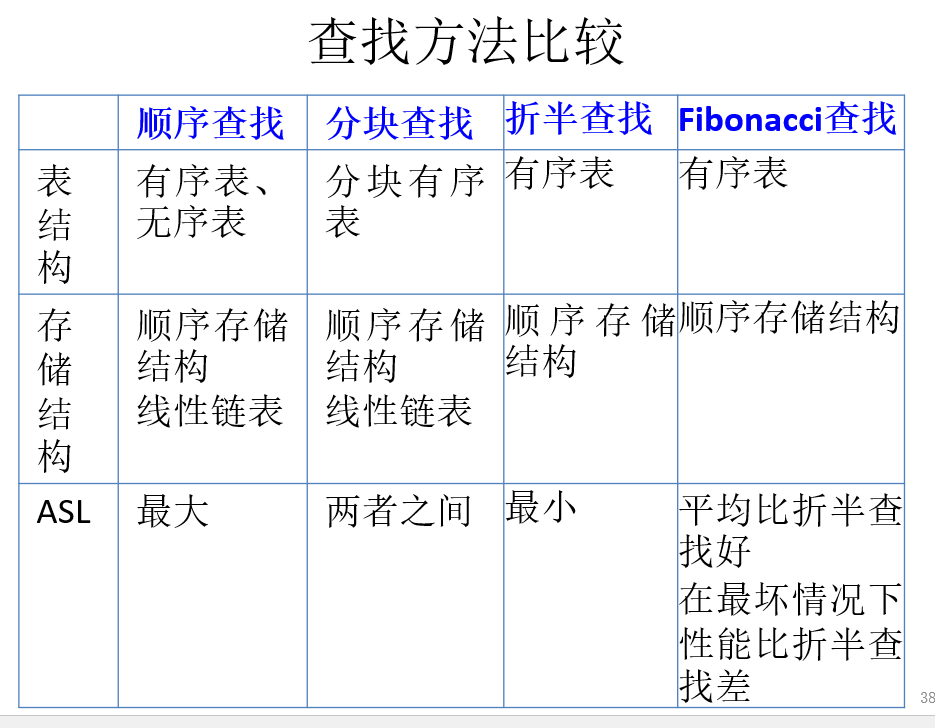 查找方法比较
顺序查找
分块查找
折半查找
Fibonacci查找
表
结
构
有序表、
无序表
分块有序
表
有序表
有序表
存
储
结
构
顺序存储
结构
线性链表
顺序存储
结构
线性链表
顺序存储
结构
顺序存储结构
ASL
最大
两者之间
最小
平均比折半查
找好
在最坏情况下
性能比折半查
找差
38